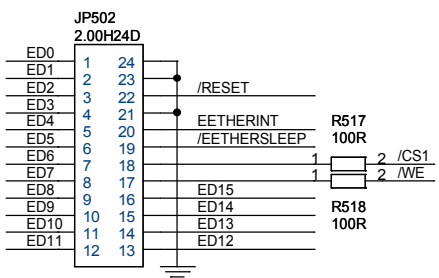 JP502
2.00H24D
ED0 1 24
ED1 2 23
ED2 3 22 /RESET
ED3 4 21
ED4 5 20 EETHERINT R517
ED5 6 19 /EETHERSLEEP 100R
ED6 7 18 1 2 /CS1
ED7 8 17 1 2 /WE
ED8 9 16 ED15 R518
ED9 10 15 ED14 100R
ED10 11 14 ED13
ED11 12 13 ED12